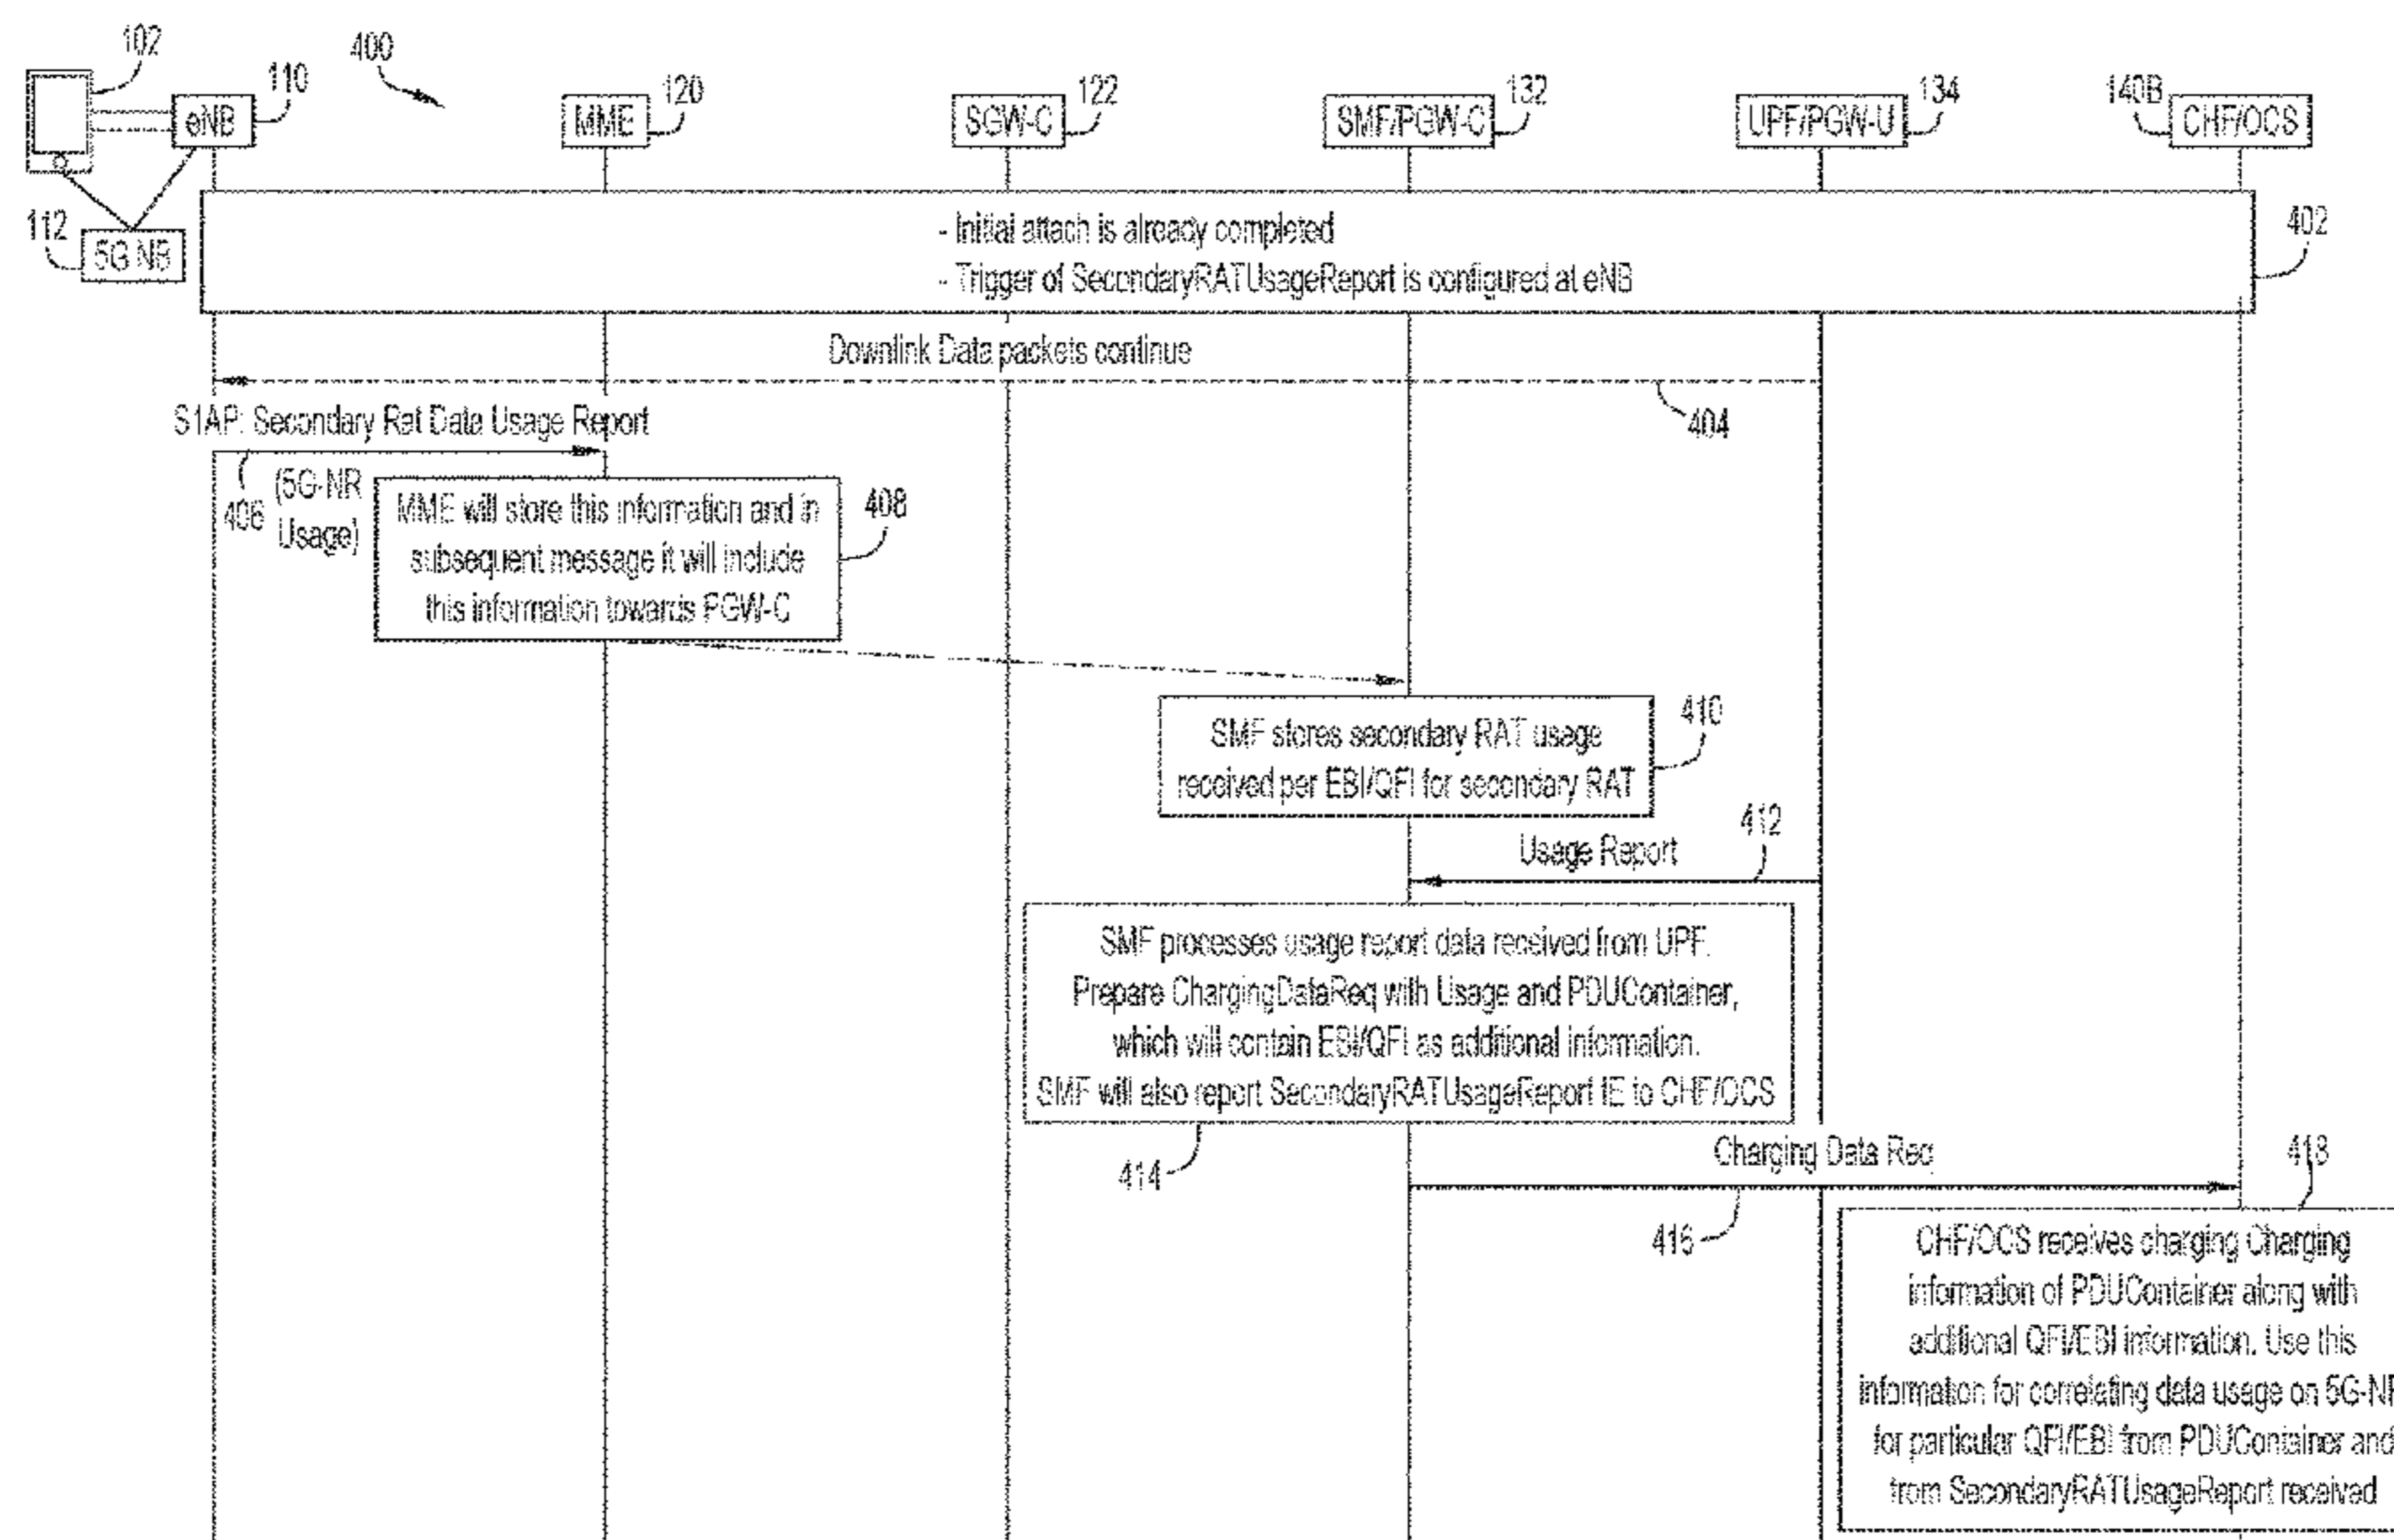 102
400
110
120
122
132
134
140B
eNB
MME
SGW-C
SMF/PGW-C
UPF/PGW-U
CHF/OCS
112
5G NB
- Initial attach is already completed
- Trigger of SecondaryRATUsageReport is configured at eNB
402
Downlink Data packets continue
404
S1AP: Secondary Rat Data Usage Report
406
(5G-NR
Usage)
MME will store this information and in
subsequent message it will include
this information towards PGW-C
408
SMF stores secondary RAT usage
received per EBI/QFI for secondary RAT
410
412
Usage Report
SMF processes usage report data received from UPF.
Prepare ChargingDataReq with Usage and PDUContainer,
which will contain EBI/QFI as additional information.
SMF will also report SecondaryRATUsageReport IE to CHF/OCS
414
Charging Data Req
416
418
CHF/OCS receives charging Charging
information of PDUContainer along with
additional QFI/EBI information. Use this
information for correlating data usage on 5G-NR
for particular QFI/EBI from PDUContainer and
from SecondaryRATUsageReport received